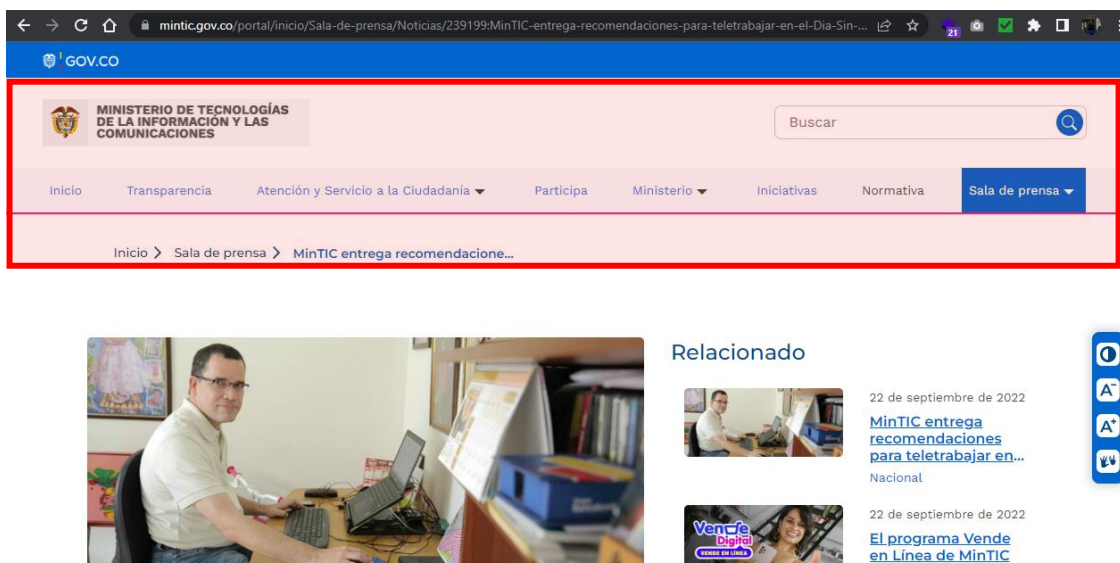 mintic.gov.co/portal/inicio/Sala-de-prensa/Noticias/239199:MinTIC-entrega-recomendaciones-para-teletrabajar-en-el-Dia-Sin-...
21
GOV.CO
MINISTERIO DE TECNOLOGÍAS
DE LA INFORMACIÓN Y LAS
COMUNICACIONES
Buscar
Inicio Transparencia Atención y Servicio a la Ciudadanía Participa Ministerio Iniciativas Normativa Sala de prensa
Inicio Sala de prensa MinTIC entrega recomendacione...
Relacionado
22 de septiembre de 2022
MinTIC entrega
recomendaciones
para teletrabajar en...
Nacional
22 de septiembre de 2022
El programa Vende
en Línea de MinTIC
Vende
Digital
VENDE EN LÍNEA
A-
A+